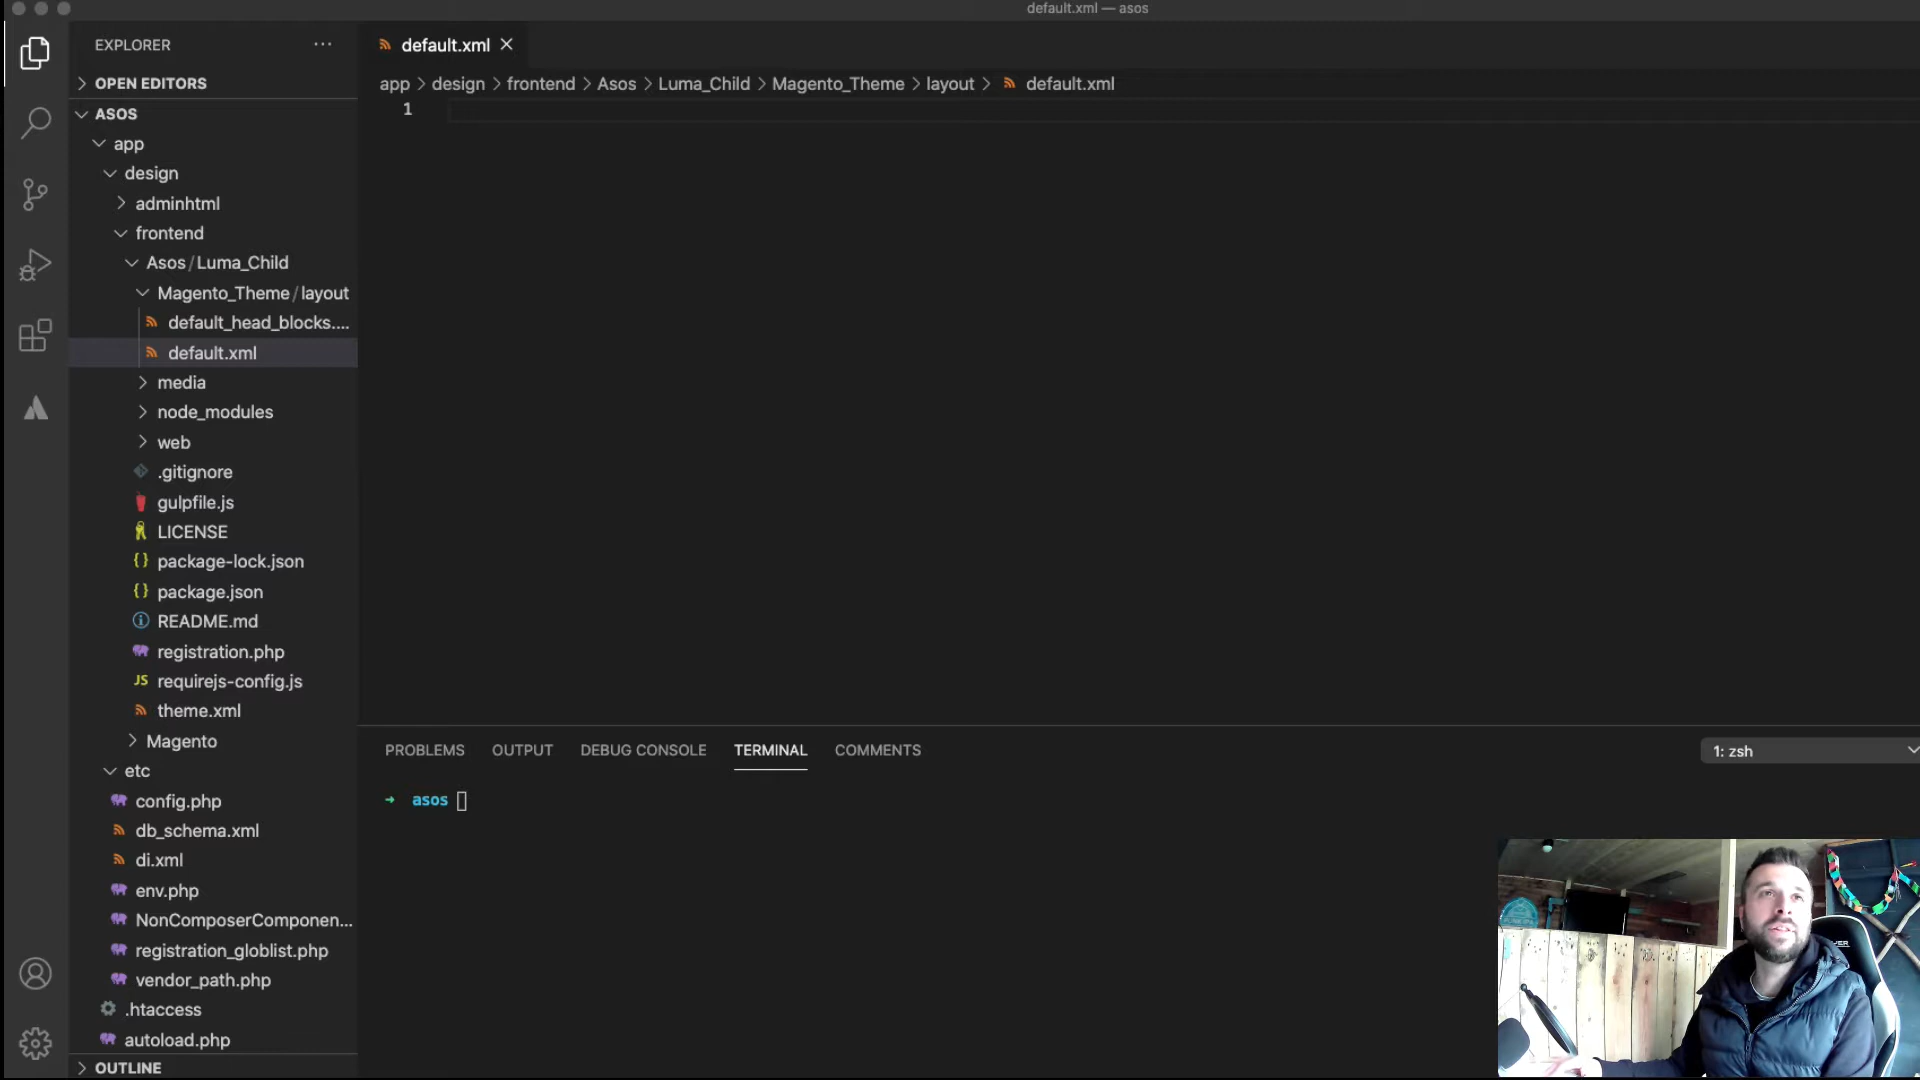 default.xml — asos
EXPLORER
default.xml
OPEN EDITORS
app > design > frontend > Asos > Luma_Child > Magento_Theme > layout > default.xml
1
ASOS
app
design
adminhtml
frontend
Asos/Luma_Child
Magento_Theme/layout
default_head_blocks....
default.xml
media
node_modules
web
.gitignore
gulpfile.js
LICENSE
package-lock.json
package.json
README.md
registration.php
JS requirejs-config.js
theme.xml
Magento
etc
config.php
db_schema.xml
di.xml
env.php
NonComposerComponen...
registration_globlist.php
vendor_path.php
.htaccess
autoload.php
OUTLINE
PROBLEMS OUTPUT DEBUG CONSOLE TERMINAL COMMENTS
1: zsh
→ asos